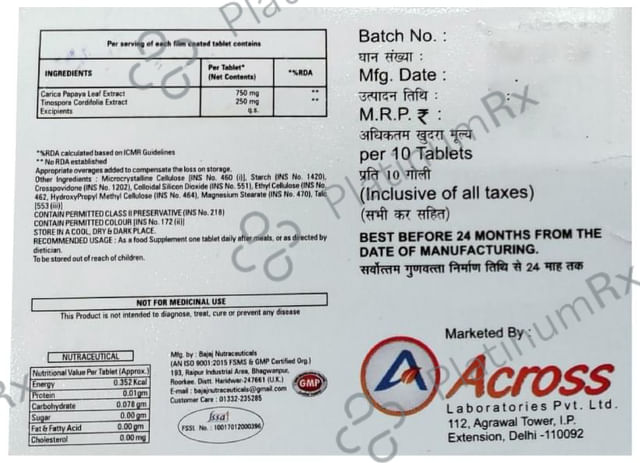 Per serving of each film coated tablet contains
INGREDIENTS Per Tablet* (Net Contents) *%RDA
Carica Papaya Leaf Extract 750 mg **
Tinospora Cordifolia Extract 250 mg **
Excipients q.s.
*%RDA calculated based on ICMR Guidelines
** No RDA established
Appropriate overages added to compensate the loss on storage.
Other Ingredients : Microcrystalline Cellulose [INS No. 460 (i)], Starch (INS No. 1420),
Crospovidone (INS No. 1202), Colloidal Silicon Dioxide (INS No. 551), Ethyl Cellulose (INS No.
462, HydroxyPropyl Methyl Cellulose (INS No. 464), Magnesium Stearate (INS No. 470), Talc
[553 (iii)]
CONTAIN PERMITTED CLASS II PRESERVATIVE (INS No. 218)
CONTAIN PERMITTED COLOUR [INS No. 172 (ii)]
STORE IN A COOL, DRY & DARK PLACE.
RECOMMENDED USAGE : As a food Supplement one tablet daily after meals, or as directed by
dietician.
To be stored out of reach of children.
NOT FOR MEDICINAL USE
This Product is not intended to diagnose, treat, cure or prevent any disease
NUTRACEUTICAL
Nutritional Value Per Tablet (Approx.)
Energy 0.352 Kcal
Protein 0.01gm
Carbohydrate 0.078 gm
Sugar 0.00 gm
Fat & Fatty Acid 0.00 gm
Cholesterol 0.00 mg
Mfg. by : Bajaj Nutraceuticals
(AN ISO 9001:2015 FSMS & GMP Certified Org.)
193, Raipur Industrial Area, Bhagwanpur,
Roorkee. Distt. Haridwar-247661 (U.K.)
E-mail : bajajnutraceuticals@gmail.com
Customer Care : 01332-235285
GMP
fssai
FSSI. No. : 10017012000396
Batch No. :
घान संख्या :
Mfg. Date :
उत्पादन तिथि :
M.R.P. ₹ :
अधिकतम खुदरा मूल्य
per 10 Tablets
प्रति 10 गोली
(Inclusive of all taxes)
(सभी कर सहित)
BEST BEFORE 24 MONTHS FROM THE
DATE OF MANUFACTURING.
सर्वोत्तम गुणवत्ता निर्माण तिथि से 24 माह तक
Marketed By :
Across
Laboratories Pvt. Ltd.
112, Agrawal Tower, I.P.
Extension, Delhi -110092
PlatinumRx
PlatinumRx
PlatinumRx